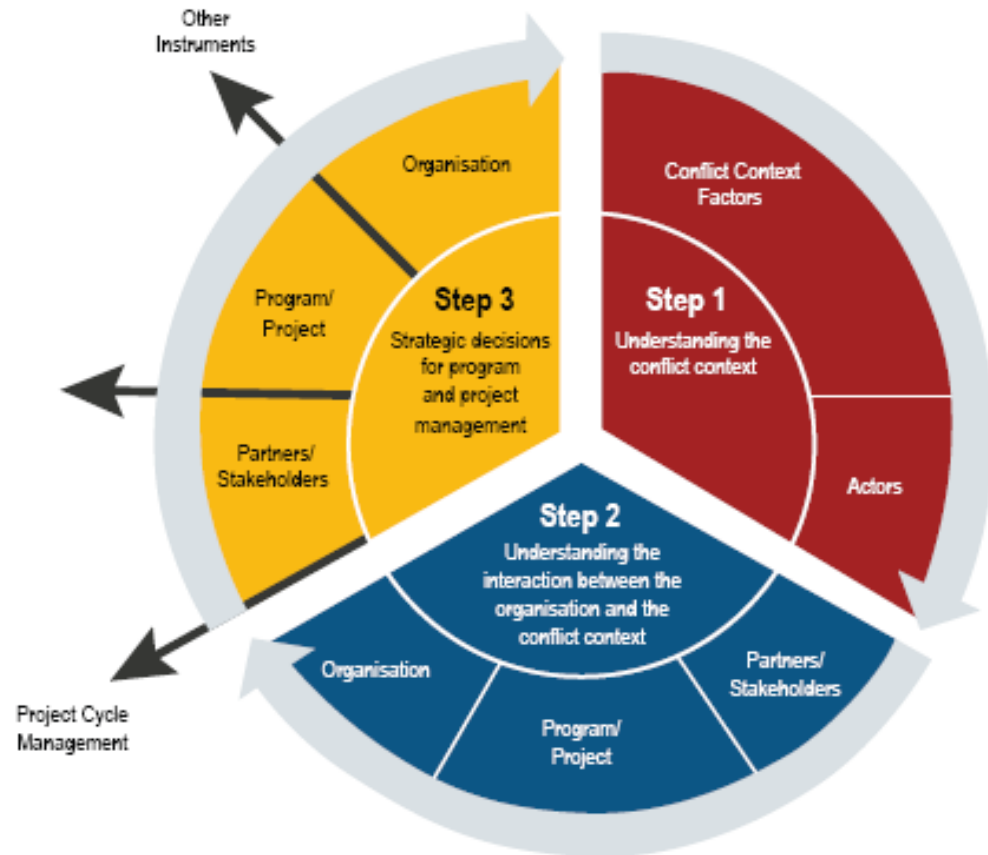 Other
Instruments
Organisation
Program/
Project
Partners/
Stakeholders
Step 3
Strategic decisions
for program
and project
management
Project Cycle
Management
Conflict Context
Factors
Step 1
Understanding the
conflict context
Actors
Step 2
Understanding the
interaction between the
organisation and the
conflict context
Organisation
Program/
Project
Partners/
Stakeholders